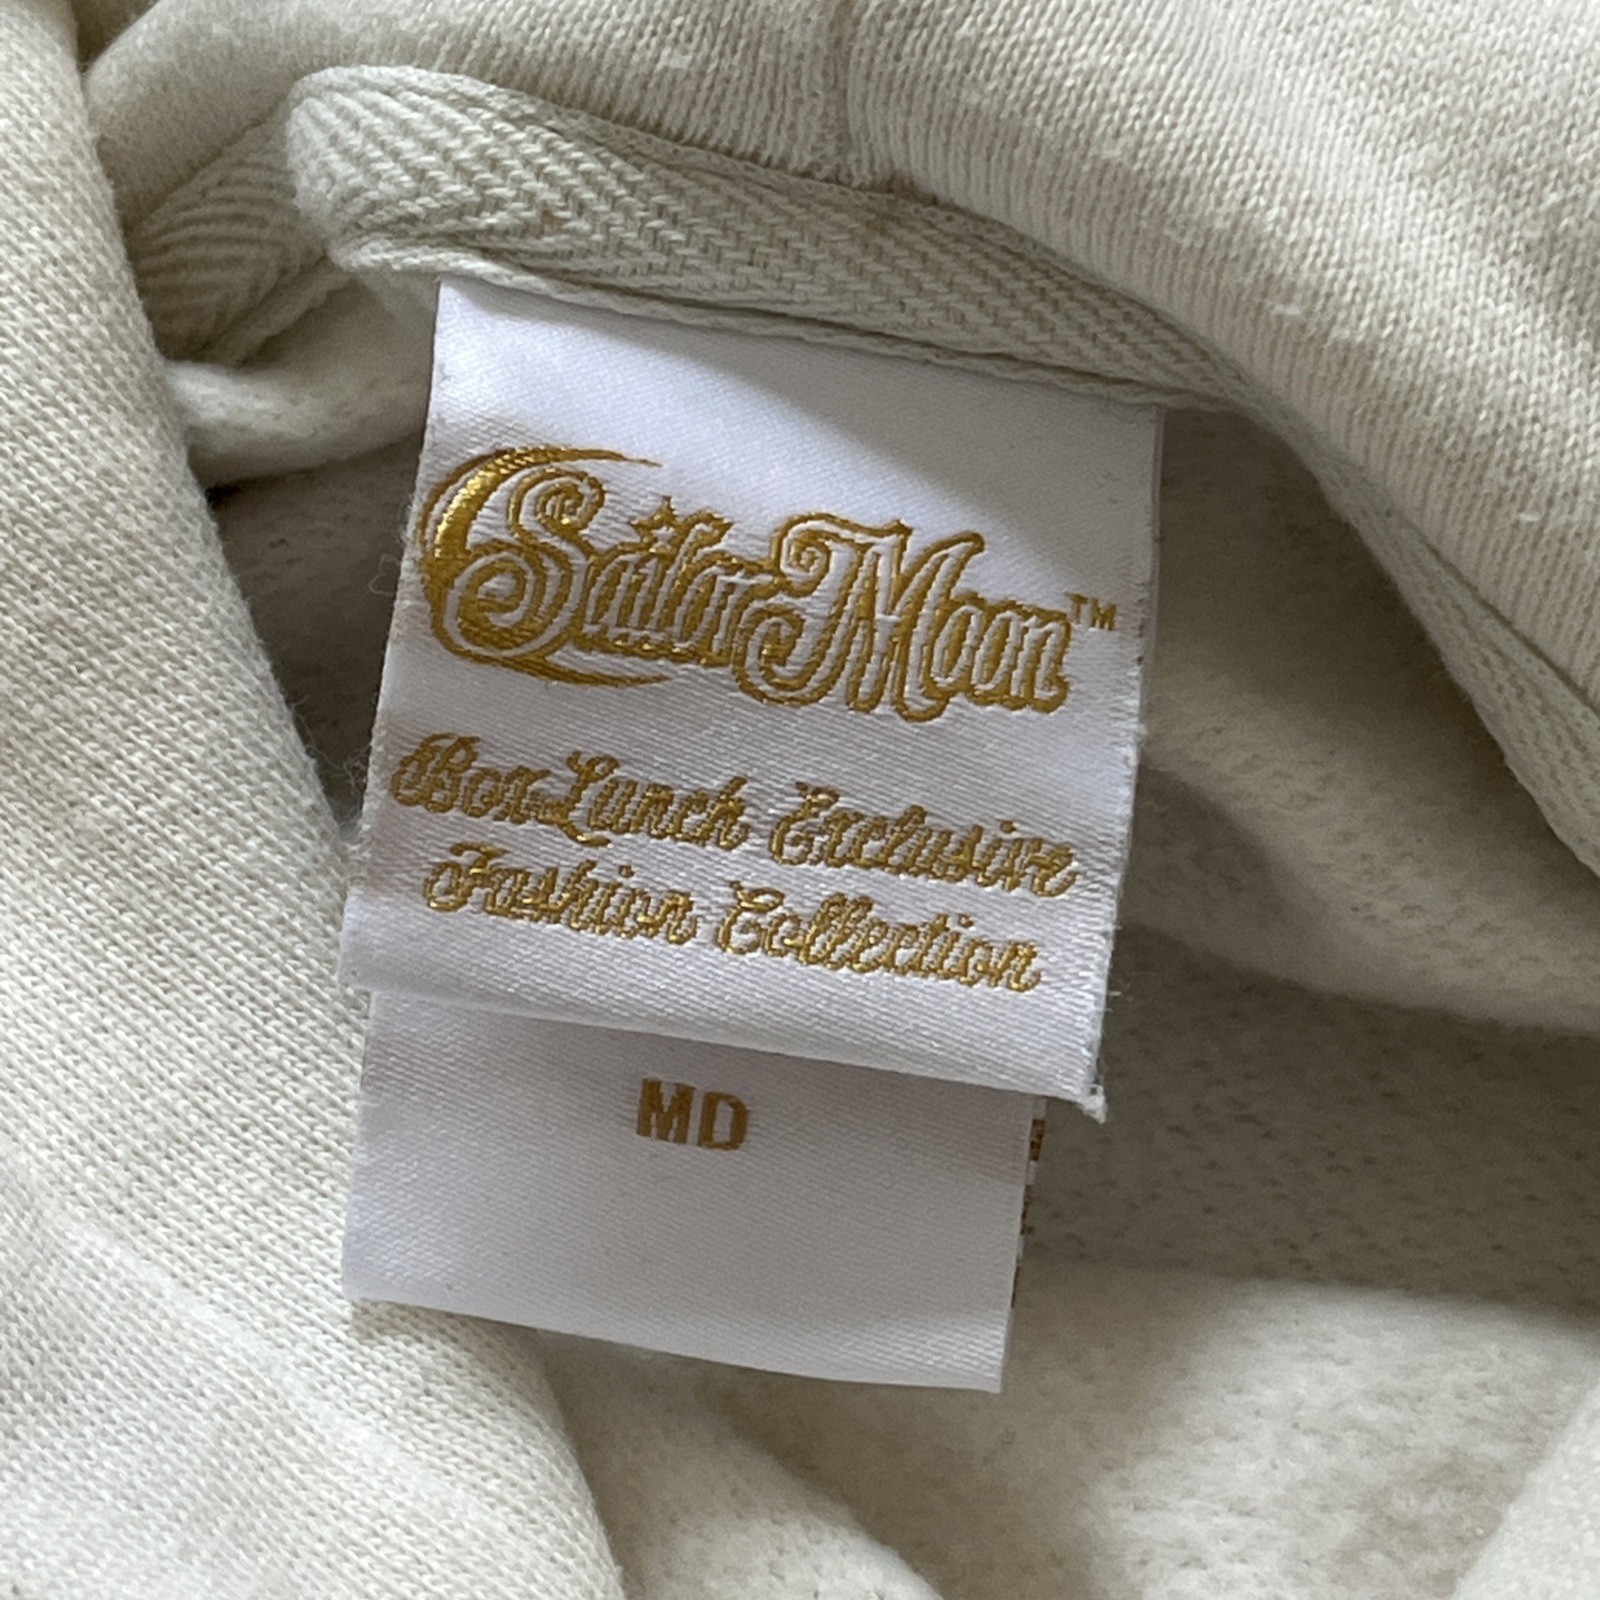 Sailor Moon™
BoxLunch Exclusive
Fashion Collection
MD